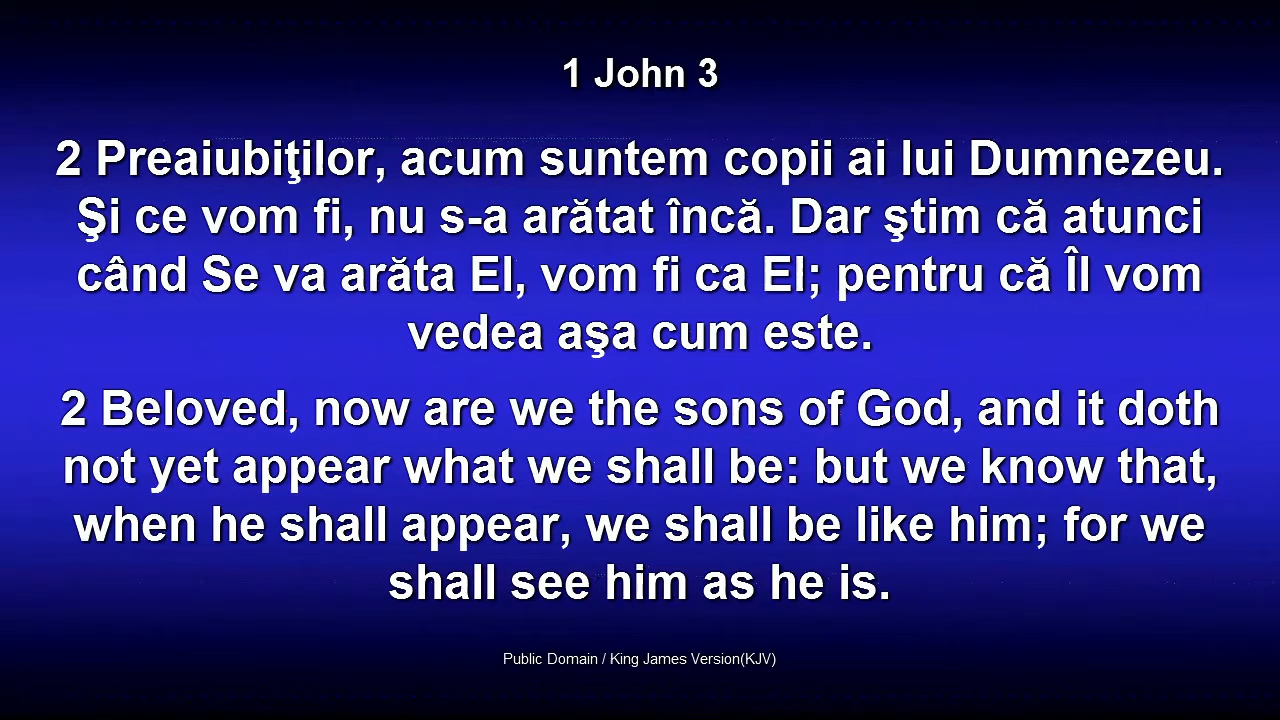 1 John 3
2 Preaiubiţilor, acum suntem copii ai lui Dumnezeu.
Şi ce vom fi, nu s-a arătat încă. Dar ştim că atunci
când Se va arăta El, vom fi ca El; pentru că Îl vom
vedea aşa cum este.
2 Beloved, now are we the sons of God, and it doth
not yet appear what we shall be: but we know that,
when he shall appear, we shall be like him; for we
shall see him as he is.
Public Domain / King James Version(KJV)